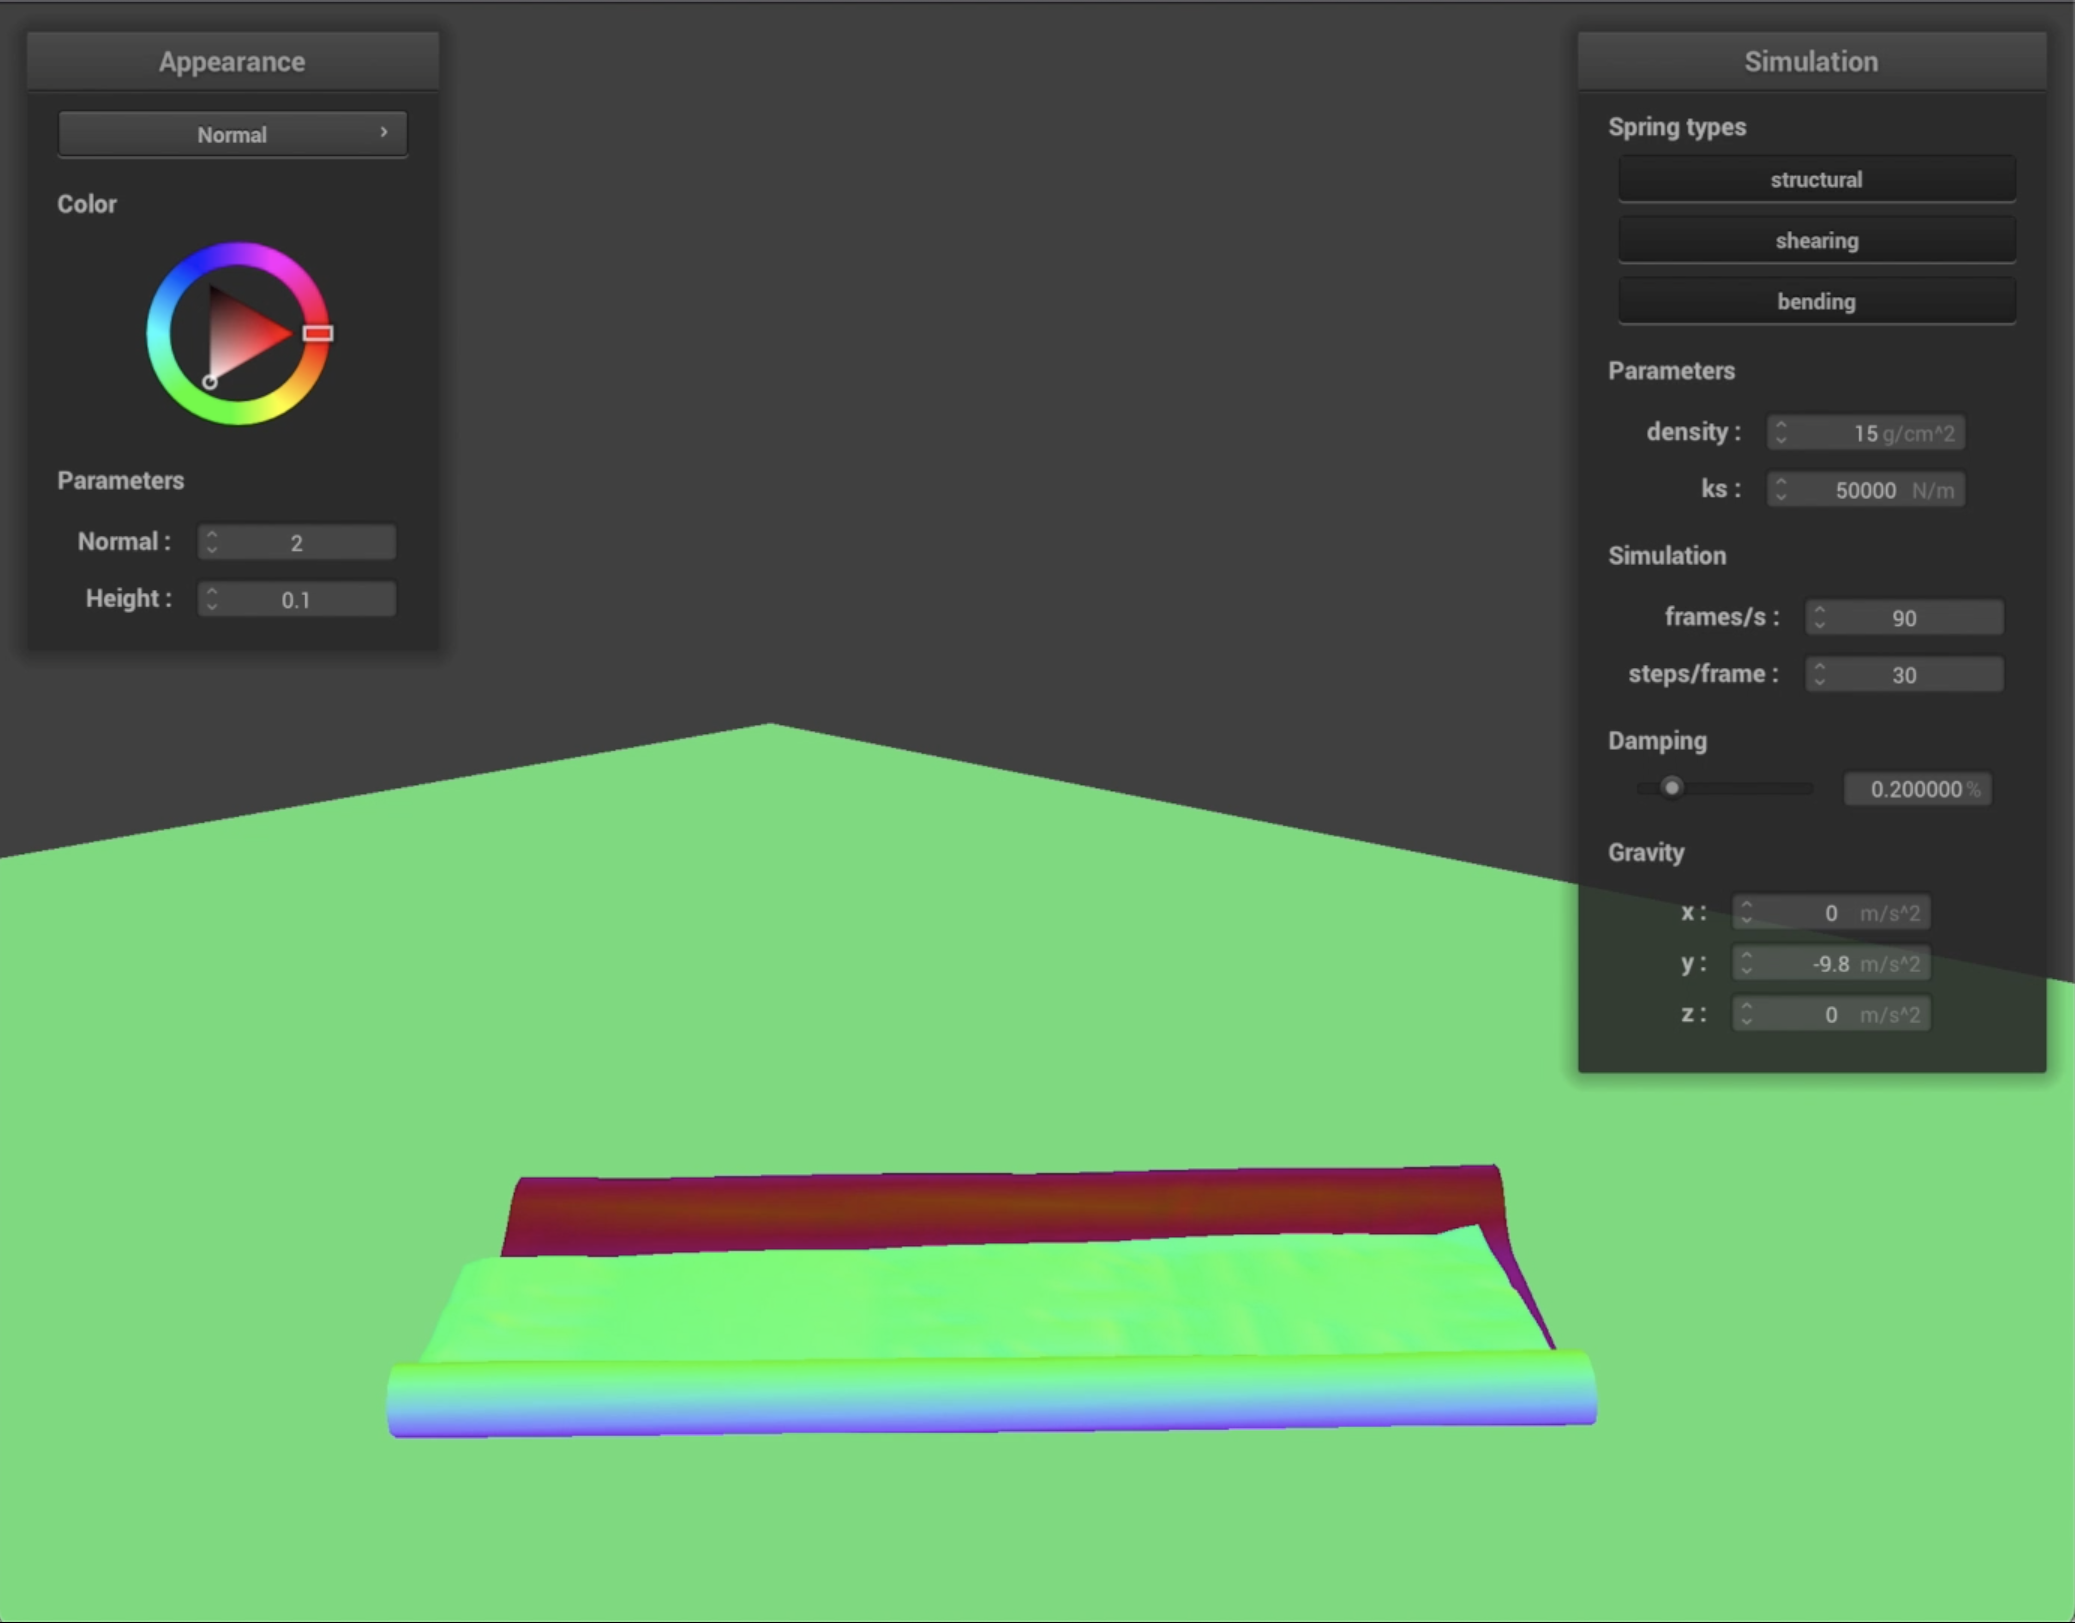 Appearance
Normal
Color
Parameters
Normal :
2
Height :
0.1
Simulation
Spring types
structural
shearing
bending
Parameters
density :
15 g/cm^2
ks :
50000 N/m
Simulation
frames/s :
90
steps/frame :
30
Damping
0.200000 %
Gravity
x :
0 m/s^2
y :
-9.8 m/s^2
z :
0 m/s^2